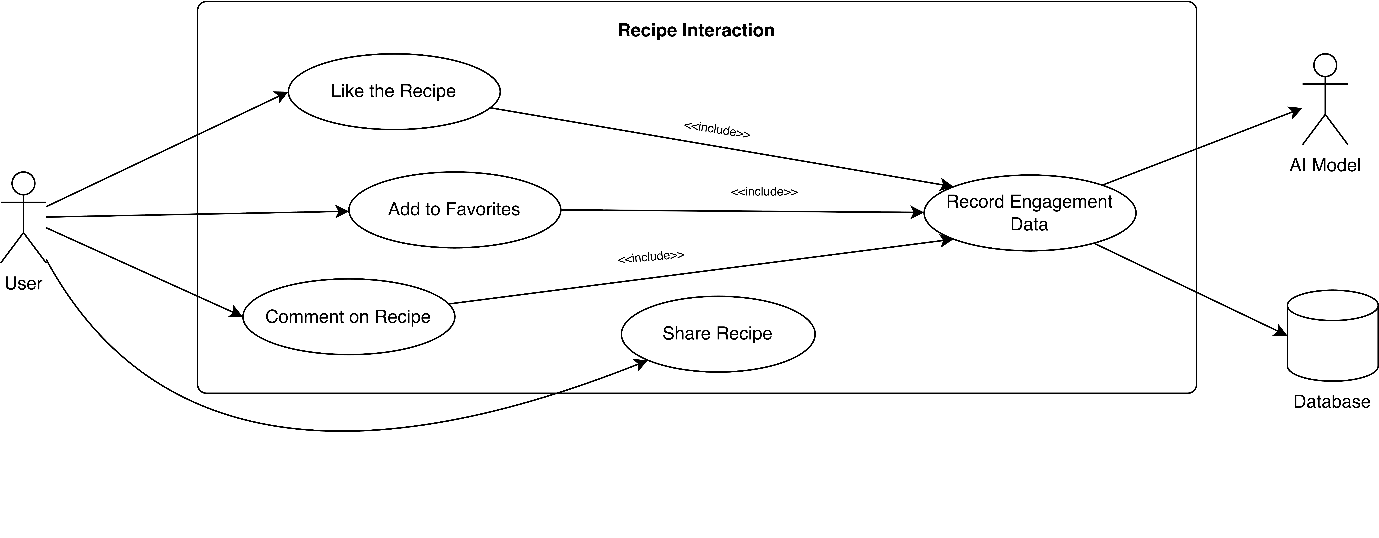 Recipe Interaction
Like the Recipe
<<include>>
AI Model
Add to Favorites
<<include>>
Record Engagement
Data
User
<<include>>
Comment on Recipe
Share Recipe
Database